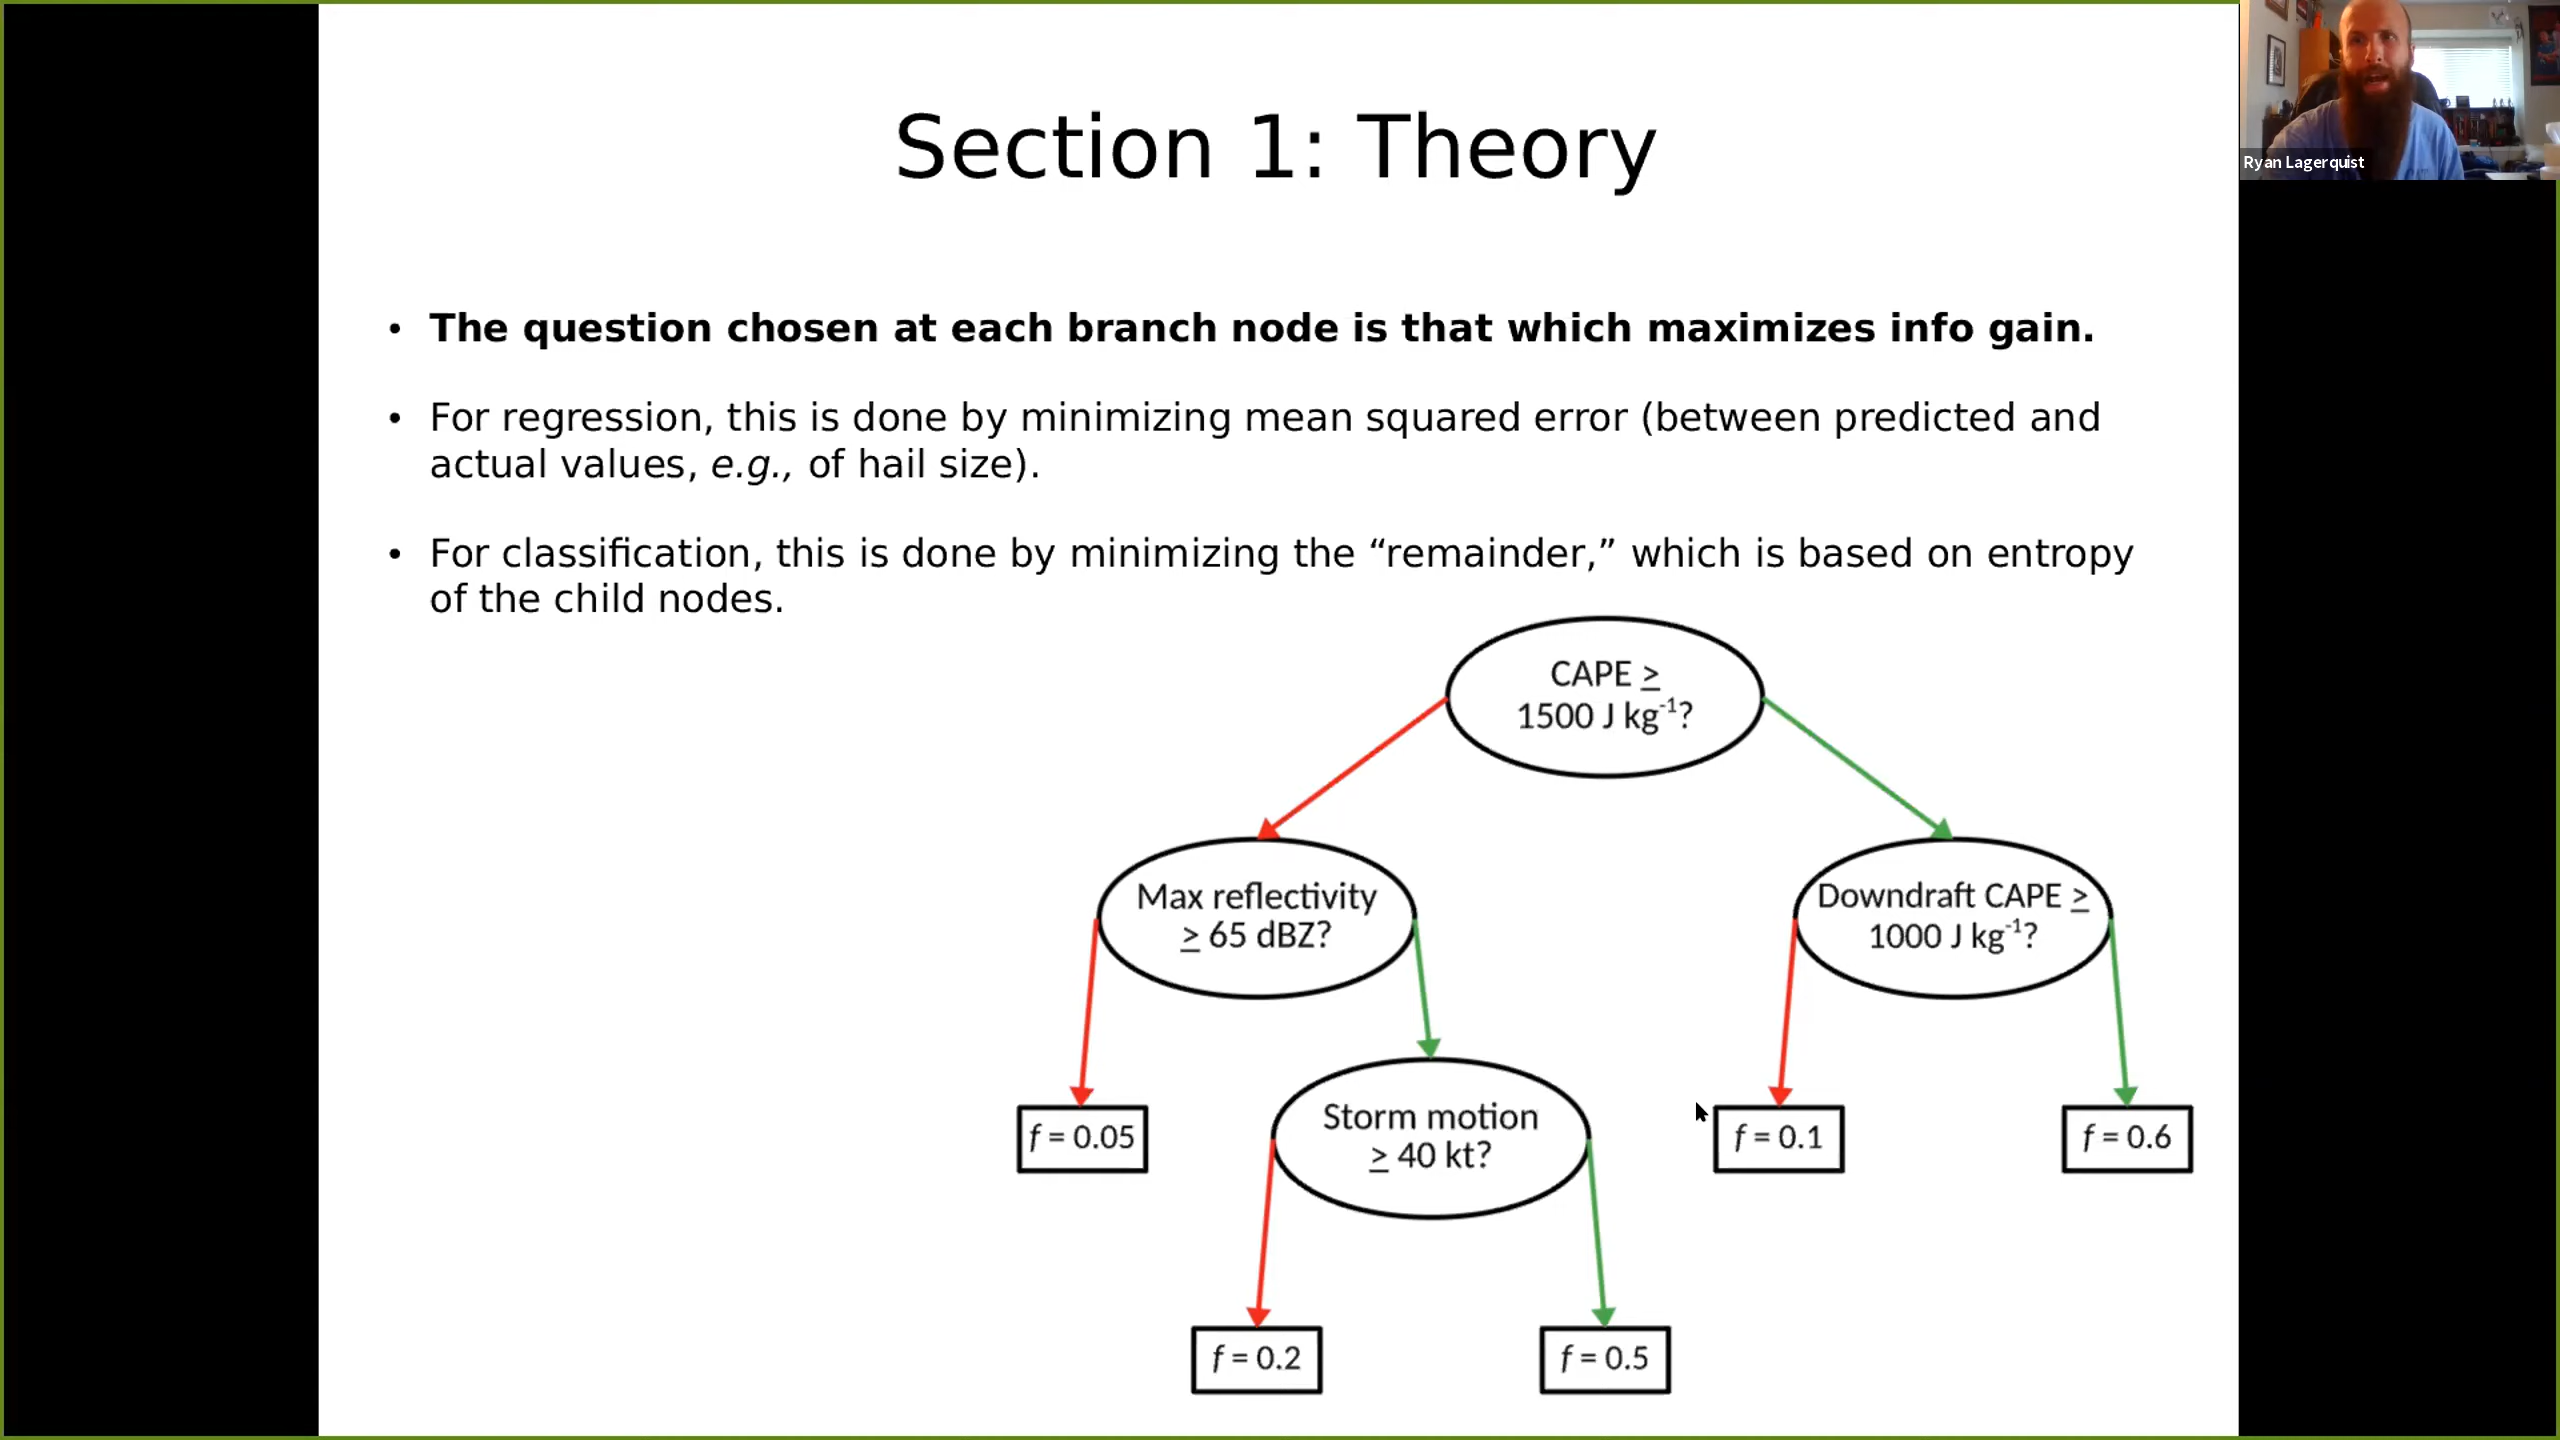 Section 1: Theory
Ryan Lagerquist
• The question chosen at each branch node is that which maximizes info gain.
• For regression, this is done by minimizing mean squared error (between predicted and
actual values, e.g., of hail size).
• For classification, this is done by minimizing the “remainder,” which is based on entropy
of the child nodes.
CAPE ≥
1500 J kg⁻¹?
Max reflectivity
≥ 65 dBZ?
Downdraft CAPE ≥
1000 J kg⁻¹?
f = 0.05
Storm motion
≥ 40 kt?
f = 0.1
f = 0.6
f = 0.2
f = 0.5